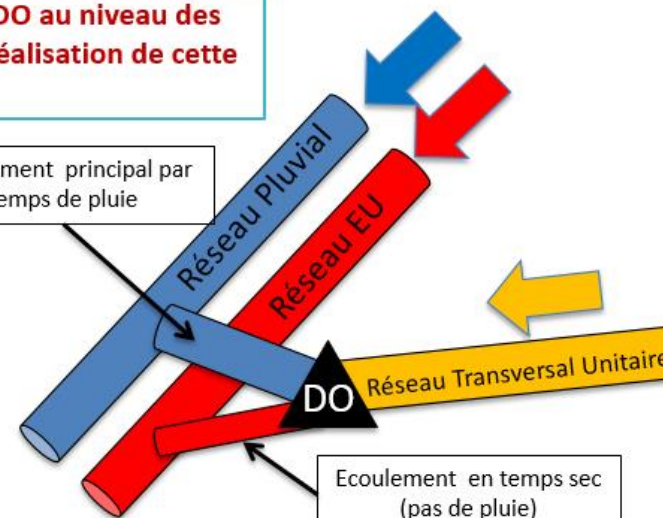 DO au niveau des
éalisation de cette
ment principal par
emps de pluie
Réseau Pluvial
Réseau EU
DO
Réseau Transversal Unitaire
Ecoulement en temps sec
(pas de pluie)